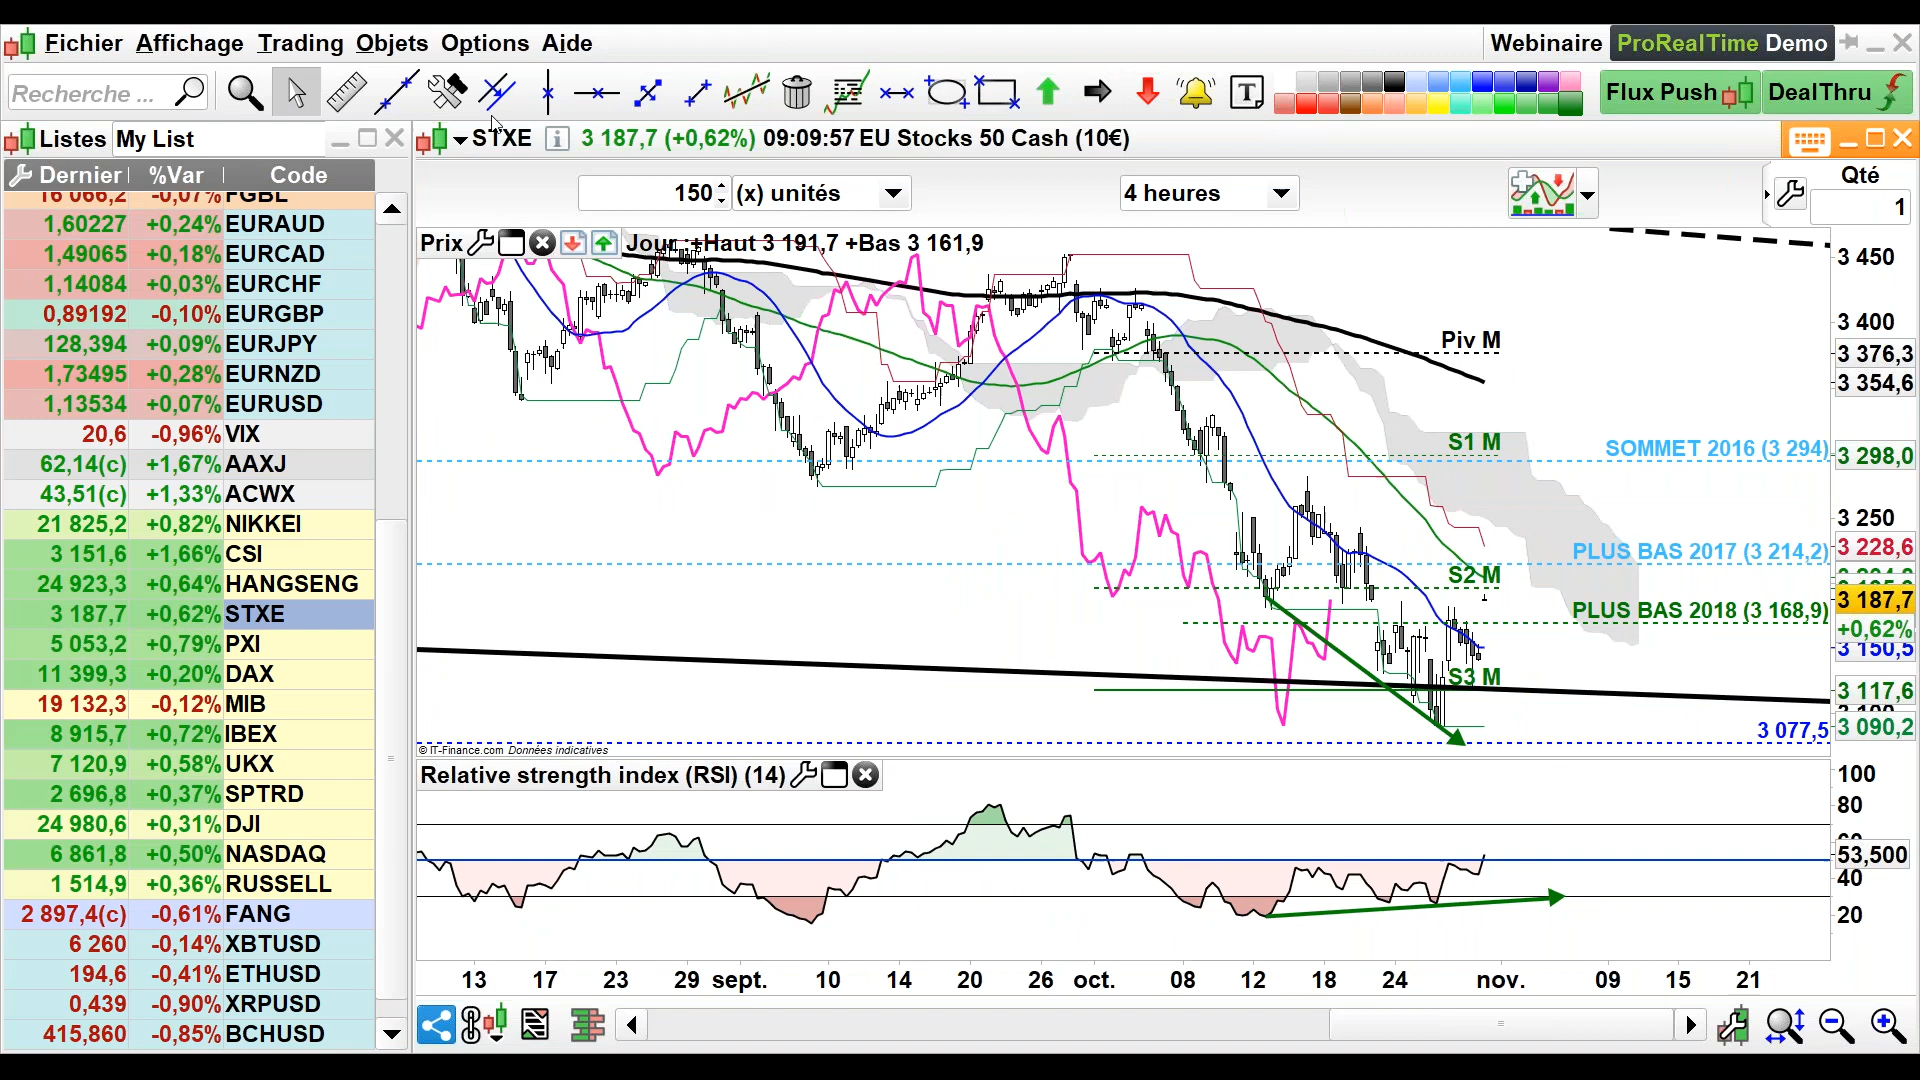 Fichier Affichage Trading Objets Options Aide
Webinaire ProRealTime Demo
Recherche ...
T
Flux Push DealThru
Listes My List
STXE 3 187,7 (+0,62%) 09:09:57 EU Stocks 50 Cash (10€)
Dernier %Var Code
16 066,2 -0,07% FGBL
1,60227 +0,24% EURAUD
1,49065 +0,18% EURCAD
1,14084 +0,03% EURCHF
0,89192 -0,10% EURGBP
128,394 +0,09% EURJPY
1,73495 +0,28% EURNZD
1,13534 +0,07% EURUSD
20,6 -0,96% VIX
62,14(c) +1,67% AAXJ
43,51(c) +1,33% ACWX
21 825,2 +0,82% NIKKEI
3 151,6 +1,66% CSI
24 923,3 +0,64% HANGSENG
3 187,7 +0,62% STXE
5 053,2 +0,79% PXI
11 399,3 +0,20% DAX
19 132,3 -0,12% MIB
8 915,7 +0,72% IBEX
7 120,9 +0,58% UKX
2 696,8 +0,37% SPTRD
24 980,6 +0,31% DJI
6 861,8 +0,50% NASDAQ
1 514,9 +0,36% RUSSELL
2 897,4(c) -0,61% FANG
6 260 -0,14% XBTUSD
194,6 -0,41% ETHUSD
0,439 -0,90% XRPUSD
415,860 -0,85% BCHUSD
150 (x) unités
4 heures
Qté
1
Prix Jour :+Haut 3 191,7 +Bas 3 161,9
3 450
3 400
Piv M
3 376,3
3 354,6
S1 M
SOMMET 2016 (3 294)
3 298,0
3 250
PLUS BAS 2017 (3 214,2)
3 228,6
S2 M
3 187,7
PLUS BAS 2018 (3 168,9)
+0,62%
3 150,5
S3 M
3 117,6
3 090,2
3 077,5
© IT-Finance.com Données indicatives
Relative strength index (RSI) (14)
100
80
60
53,500
40
20
13 17 23 29 sept. 10 14 20 26 oct. 08 12 18 24 nov. 09 15 21